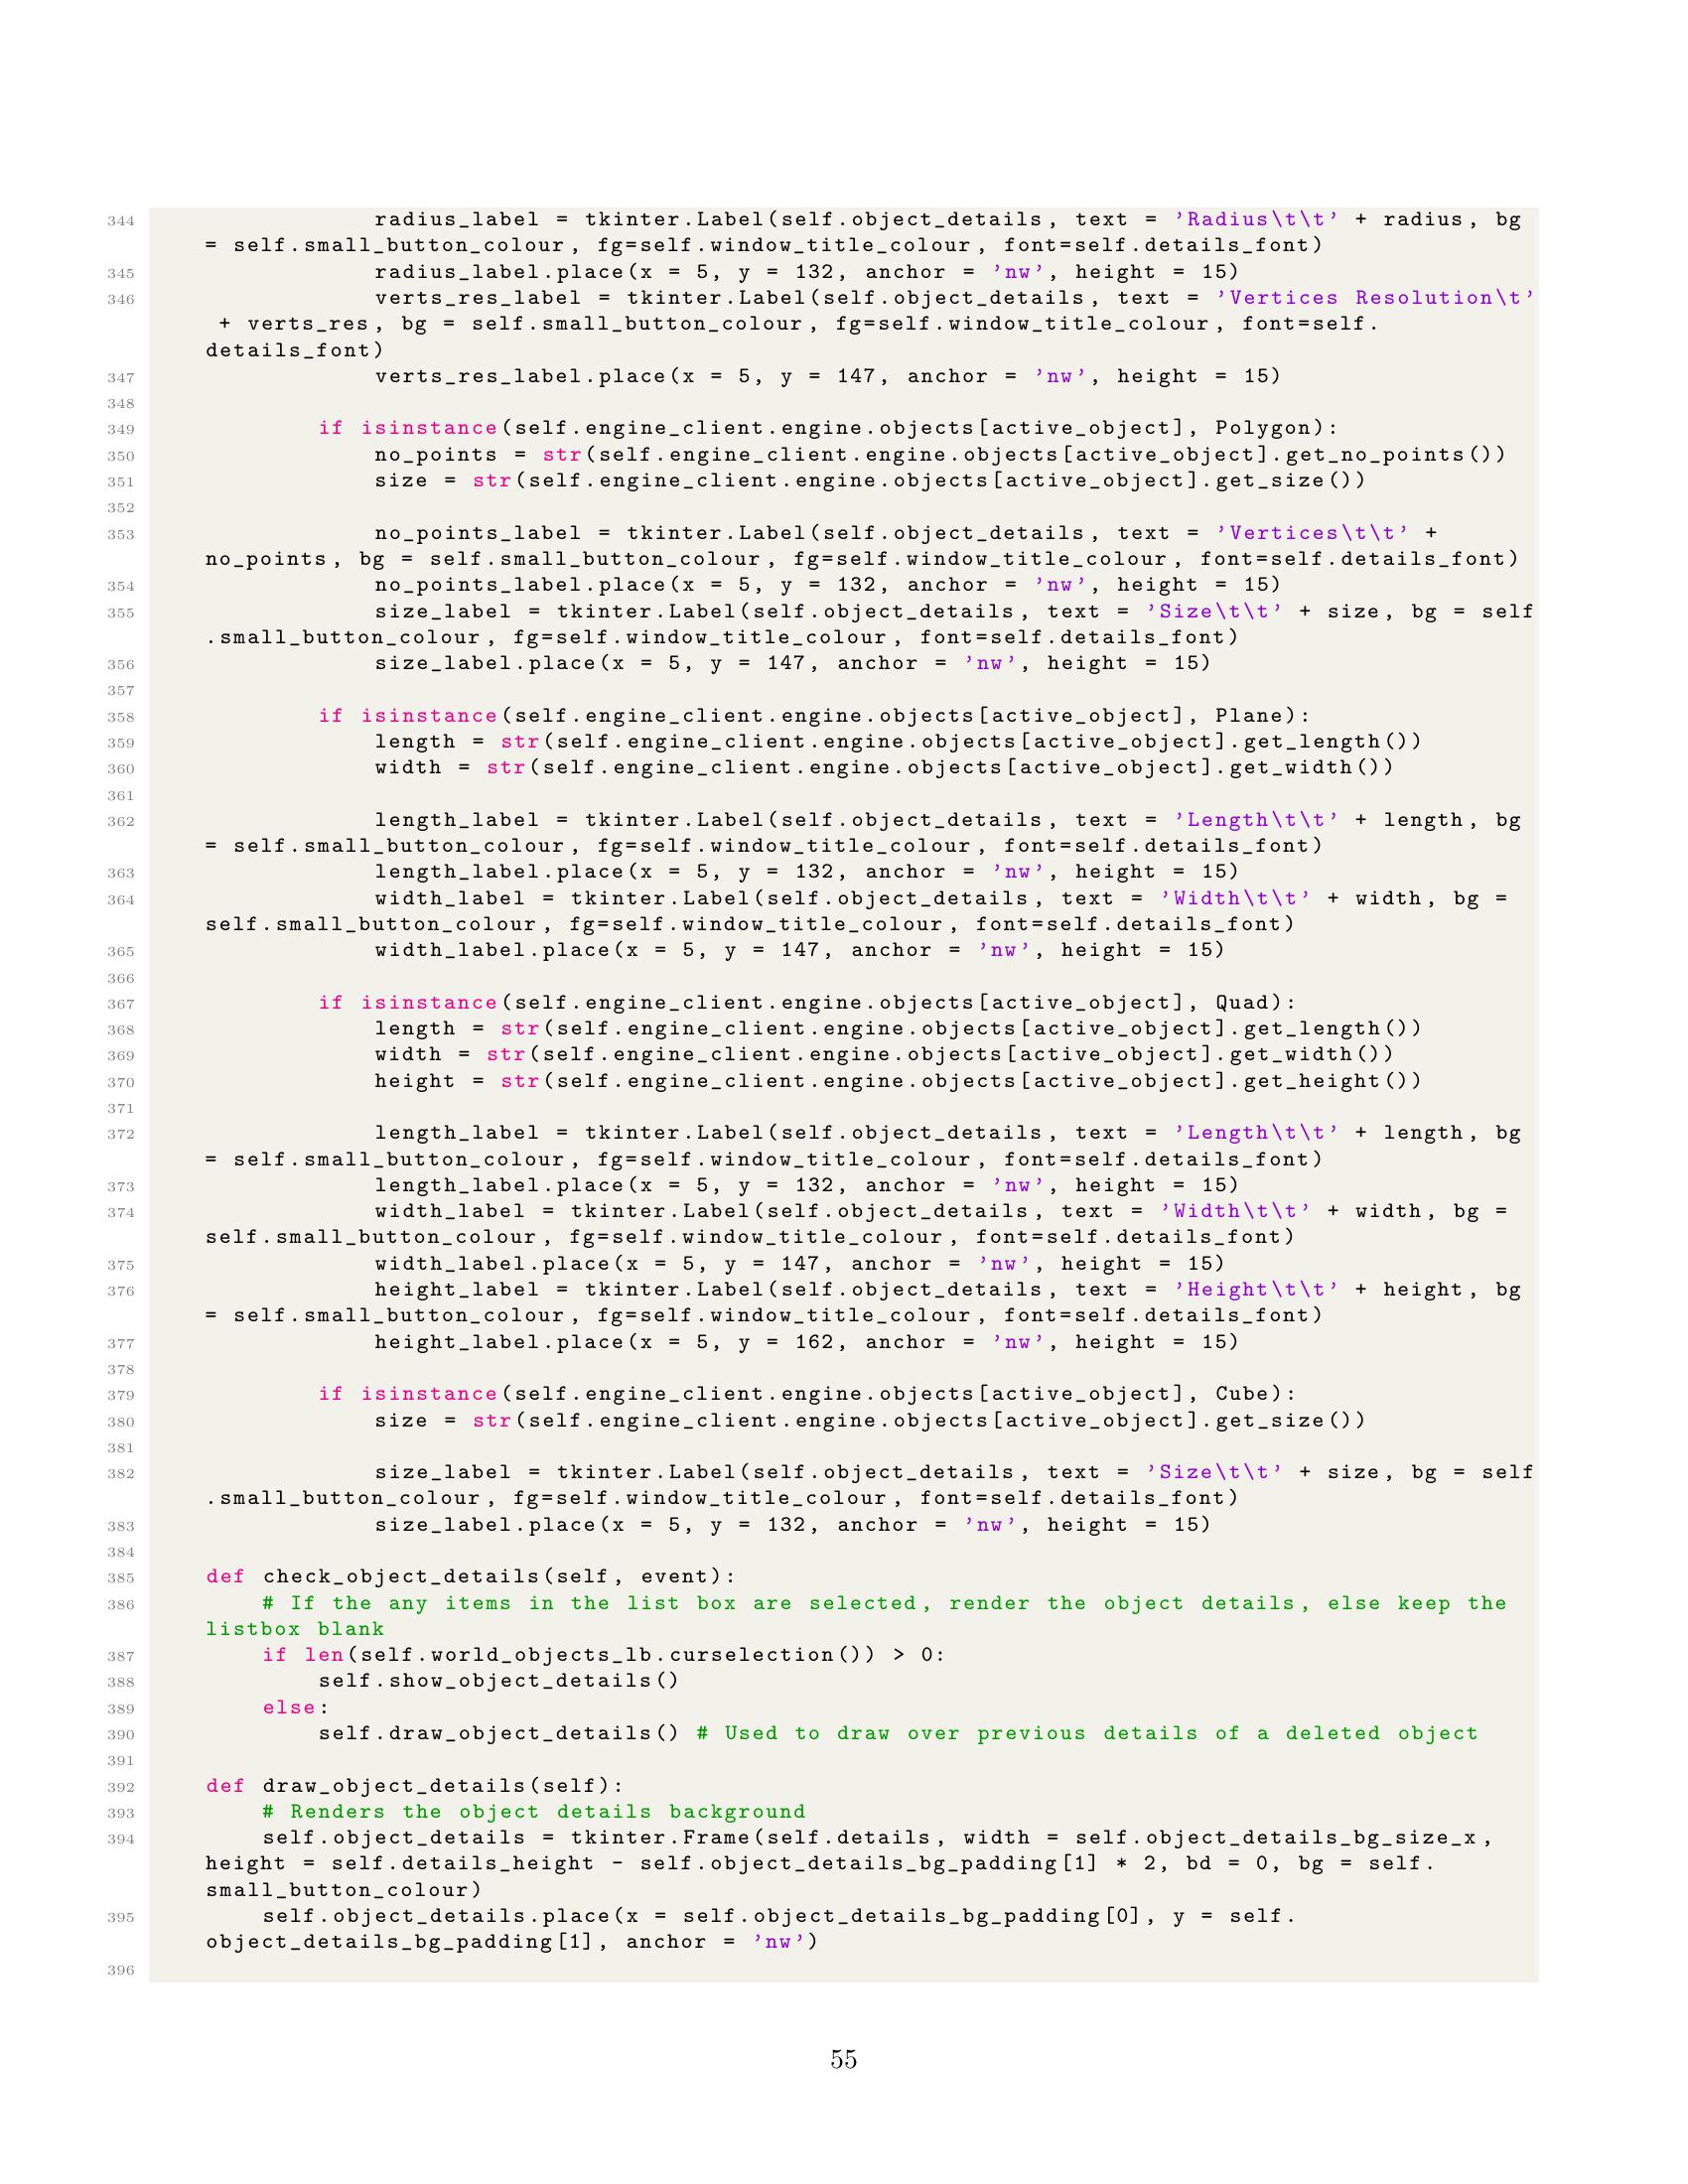 344 radius_label = tkinter.Label(self.object_details, text = 'Radius\t\t' + radius, bg
= self.small_button_colour, fg=self.window_title_colour, font=self.details_font)
345 radius_label.place(x = 5, y = 132, anchor = 'nw', height = 15)
346 verts_res_label = tkinter.Label(self.object_details, text = 'Vertices Resolution\t'
+ verts_res, bg = self.small_button_colour, fg=self.window_title_colour, font=self.
details_font)
347 verts_res_label.place(x = 5, y = 147, anchor = 'nw', height = 15)
348
349 if isinstance(self.engine_client.engine.objects[active_object], Polygon):
350 no_points = str(self.engine_client.engine.objects[active_object].get_no_points())
351 size = str(self.engine_client.engine.objects[active_object].get_size())
352
353 no_points_label = tkinter.Label(self.object_details, text = 'Vertices\t\t' +
no_points, bg = self.small_button_colour, fg=self.window_title_colour, font=self.details_font)
354 no_points_label.place(x = 5, y = 132, anchor = 'nw', height = 15)
355 size_label = tkinter.Label(self.object_details, text = 'Size\t\t' + size, bg = self
.small_button_colour, fg=self.window_title_colour, font=self.details_font)
356 size_label.place(x = 5, y = 147, anchor = 'nw', height = 15)
357
358 if isinstance(self.engine_client.engine.objects[active_object], Plane):
359 length = str(self.engine_client.engine.objects[active_object].get_length())
360 width = str(self.engine_client.engine.objects[active_object].get_width())
361
362 length_label = tkinter.Label(self.object_details, text = 'Length\t\t' + length, bg
= self.small_button_colour, fg=self.window_title_colour, font=self.details_font)
363 length_label.place(x = 5, y = 132, anchor = 'nw', height = 15)
364 width_label = tkinter.Label(self.object_details, text = 'Width\t\t' + width, bg =
self.small_button_colour, fg=self.window_title_colour, font=self.details_font)
365 width_label.place(x = 5, y = 147, anchor = 'nw', height = 15)
366
367 if isinstance(self.engine_client.engine.objects[active_object], Quad):
368 length = str(self.engine_client.engine.objects[active_object].get_length())
369 width = str(self.engine_client.engine.objects[active_object].get_width())
370 height = str(self.engine_client.engine.objects[active_object].get_height())
371
372 length_label = tkinter.Label(self.object_details, text = 'Length\t\t' + length, bg
= self.small_button_colour, fg=self.window_title_colour, font=self.details_font)
373 length_label.place(x = 5, y = 132, anchor = 'nw', height = 15)
374 width_label = tkinter.Label(self.object_details, text = 'Width\t\t' + width, bg =
self.small_button_colour, fg=self.window_title_colour, font=self.details_font)
375 width_label.place(x = 5, y = 147, anchor = 'nw', height = 15)
376 height_label = tkinter.Label(self.object_details, text = 'Height\t\t' + height, bg
= self.small_button_colour, fg=self.window_title_colour, font=self.details_font)
377 height_label.place(x = 5, y = 162, anchor = 'nw', height = 15)
378
379 if isinstance(self.engine_client.engine.objects[active_object], Cube):
380 size = str(self.engine_client.engine.objects[active_object].get_size())
381
382 size_label = tkinter.Label(self.object_details, text = 'Size\t\t' + size, bg = self
.small_button_colour, fg=self.window_title_colour, font=self.details_font)
383 size_label.place(x = 5, y = 132, anchor = 'nw', height = 15)
384
385 def check_object_details(self, event):
386 # If the any items in the list box are selected, render the object details, else keep the
listbox blank
387 if len(self.world_objects_lb.curselection()) > 0:
388 self.show_object_details()
389 else:
390 self.draw_object_details() # Used to draw over previous details of a deleted object
391
392 def draw_object_details(self):
393 # Renders the object details background
394 self.object_details = tkinter.Frame(self.details, width = self.object_details_bg_size_x,
height = self.details_height - self.object_details_bg_padding[1] * 2, bd = 0, bg = self.
small_button_colour)
395 self.object_details.place(x = self.object_details_bg_padding[0], y = self.
object_details_bg_padding[1], anchor = 'nw')
396
55